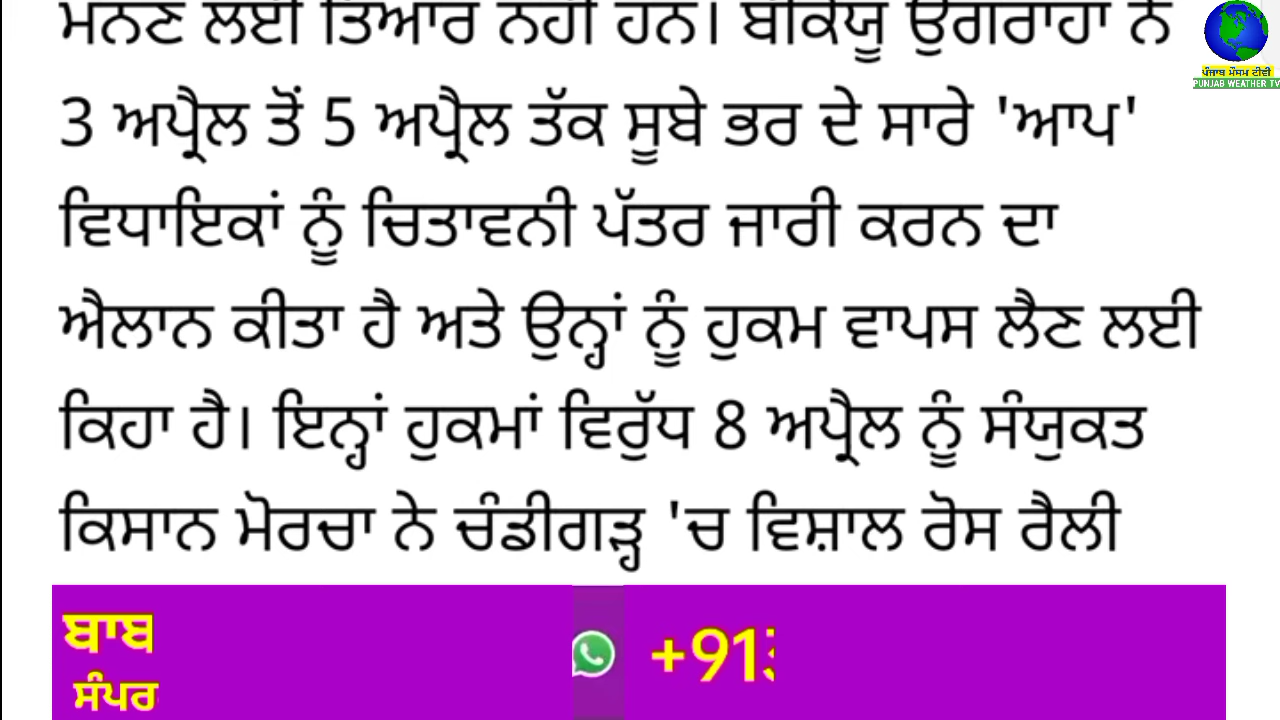 ਮੰਨਣ ਲਈ ਤਿਆਰ ਨਹੀਂ ਹਨ। ਬੀਕੇਯੂ ਉਗਰਾਹਾਂ ਨੇ
3 ਅਪ੍ਰੈਲ ਤੋਂ 5 ਅਪ੍ਰੈਲ ਤੱਕ ਸੂਬੇ ਭਰ ਦੇ ਸਾਰੇ 'ਆਪ'
ਵਿਧਾਇਕਾਂ ਨੂੰ ਚਿਤਾਵਨੀ ਪੱਤਰ ਜਾਰੀ ਕਰਨ ਦਾ
ਐਲਾਨ ਕੀਤਾ ਹੈ ਅਤੇ ਉਨ੍ਹਾਂ ਨੂੰ ਹੁਕਮ ਵਾਪਸ ਲੈਣ ਲਈ
ਕਿਹਾ ਹੈ। ਇਨ੍ਹਾਂ ਹੁਕਮਾਂ ਵਿਰੁੱਧ 8 ਅਪ੍ਰੈਲ ਨੂੰ ਸੰਯੁਕਤ
ਕਿਸਾਨ ਮੋਰਚਾ ਨੇ ਚੰਡੀਗੜ੍ਹ 'ਚ ਵਿਸ਼ਾਲ ਰੋਸ ਰੈਲੀ
ਪੰਜਾਬ ਮੌਸਮ ਟੀਵੀ
PUNJAB WEATHER TV
ਬਾਬ
ਸੰਪਰ
+91